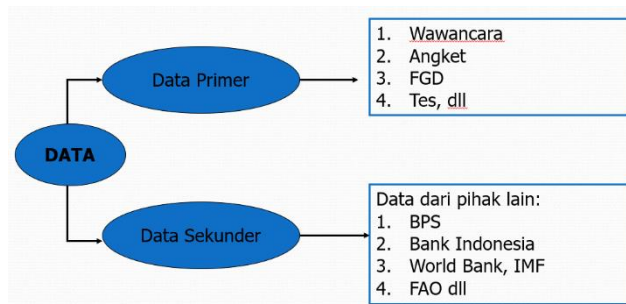 DATA
Data Primer
1. Wawancara
2. Angket
3. FGD
4. Tes, dll
Data Sekunder
Data dari pihak lain:
1. BPS
2. Bank Indonesia
3. World Bank, IMF
4. FAO dll